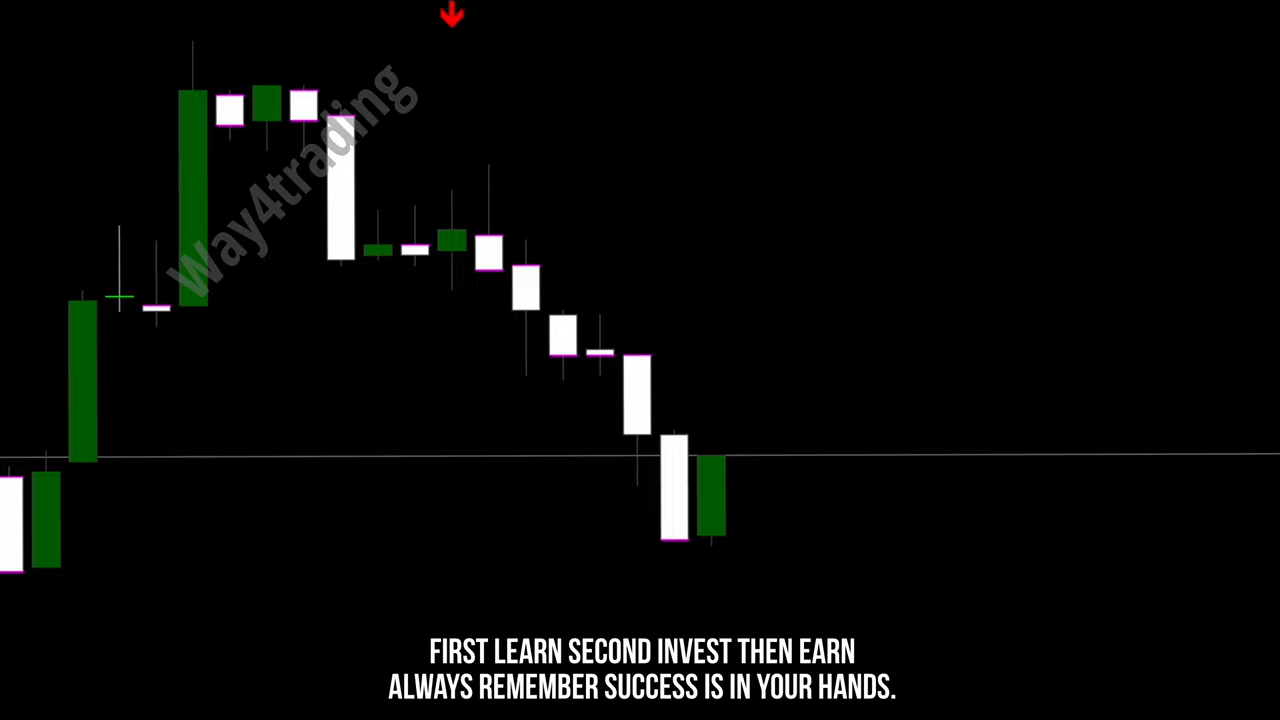 Way4trading
FIRST LEARN SECOND INVEST THEN EARN
ALWAYS REMEMBER SUCCESS IS IN YOUR HANDS.